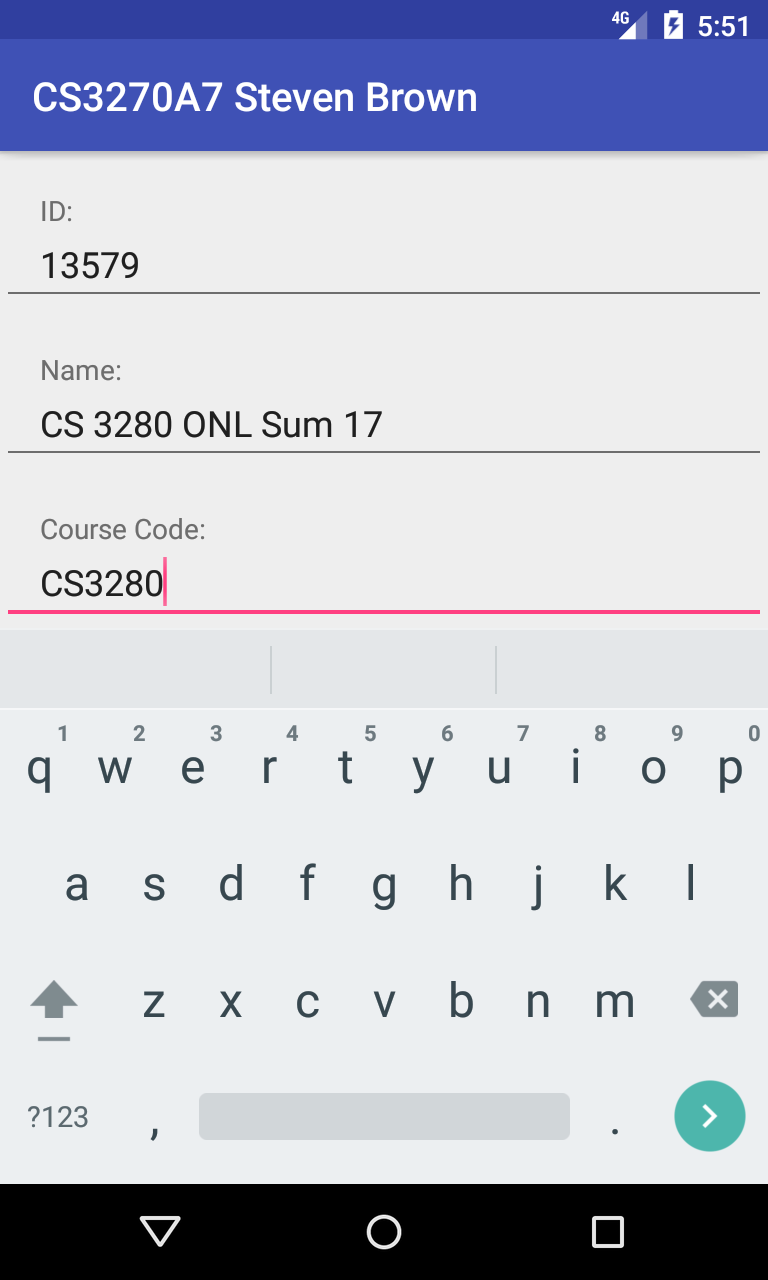 4G 5:51
CS3270A7 Steven Brown
ID:
13579
Name:
CS 3280 ONL Sum 17
Course Code:
CS3280
1 2 3 4 5 6 7 8 9 0
q w e r t y u i o p
a s d f g h j k l
z x c v b n m
?123 , .